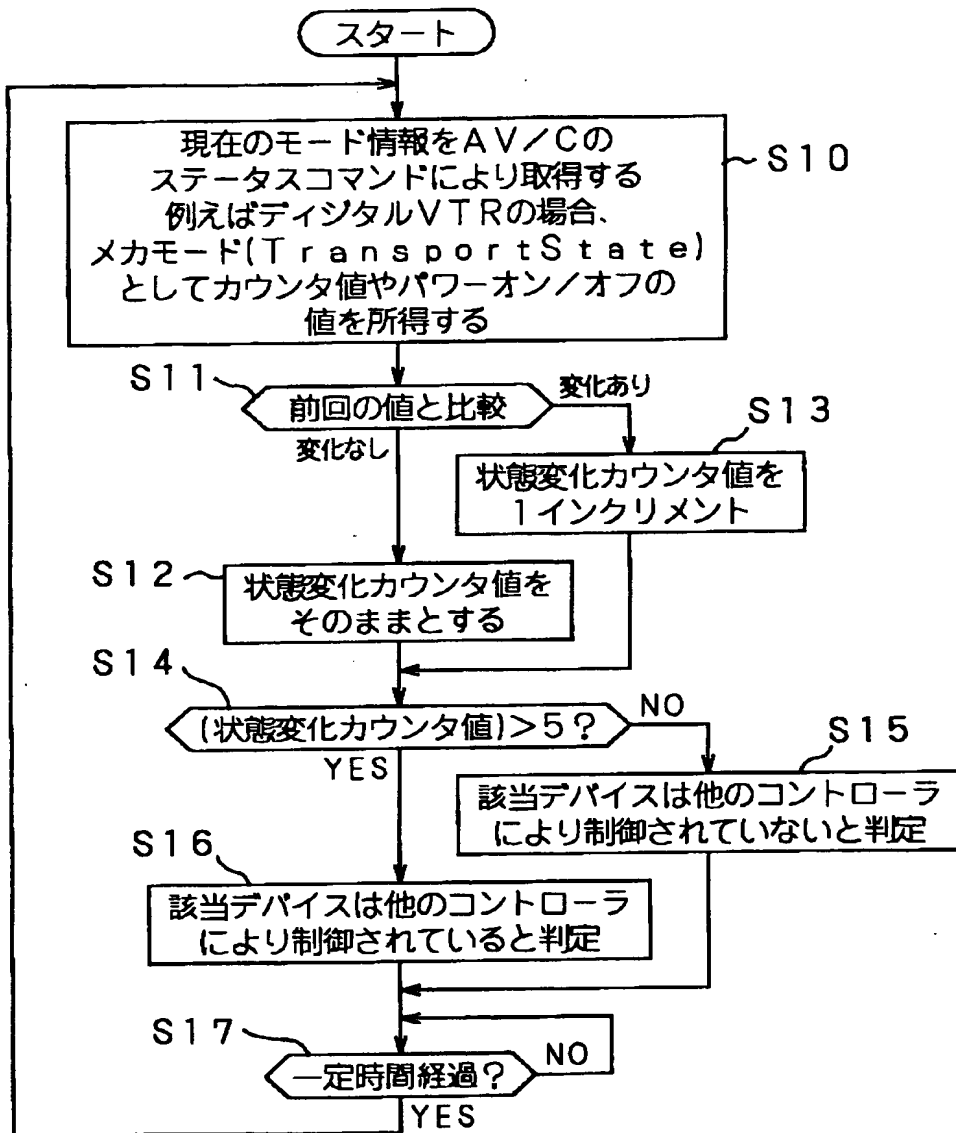 スタート
現在のモード情報をAV/Cの
ステータスコマンドにより取得する
例えばディジタルVTRの場合、
メカモード(TransportState)
としてカウンタ値やパワーオン/オフの
値を所得する
S10
S11
前回の値と比較
変化あり
変化なし
S13
状態変化カウンタ値を
1インクリメント
S12
状態変化カウンタ値を
そのままとする
S14
(状態変化カウンタ値)>5?
NO
YES
S15
該当デバイスは他のコントローラ
により制御されていないと判定
S16
該当デバイスは他のコントローラ
により制御されていると判定
S17
一定時間経過?
NO
YES